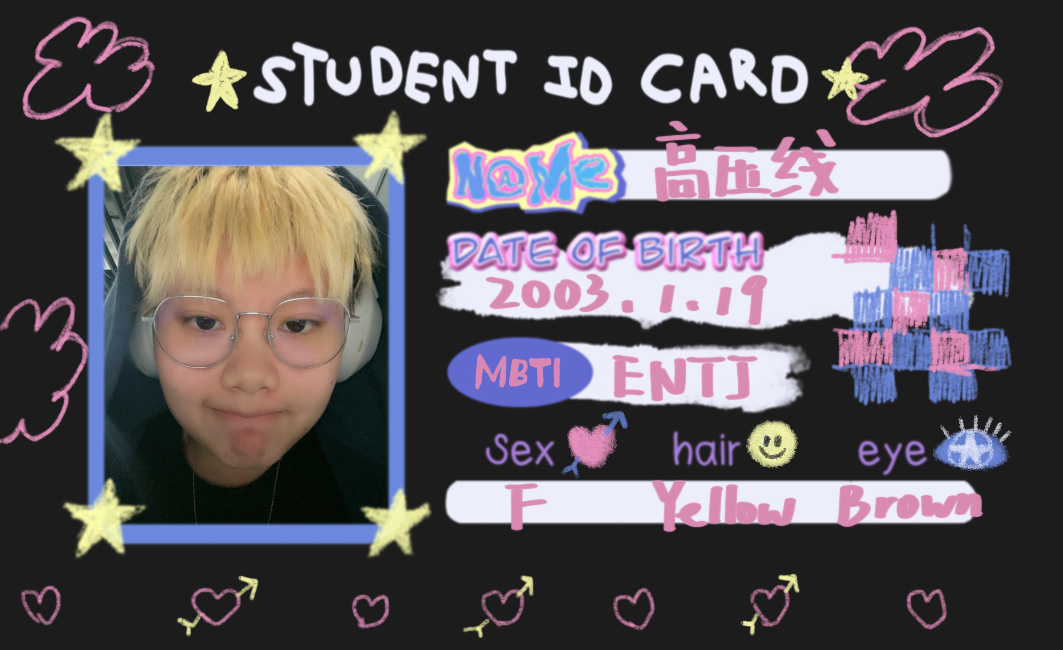 STUDENT ID CARD
N@Me 高压线
DATE OF BIRTH
2003.1.19
MBTI ENTJ
Sex hair eye
F Yellow Brown